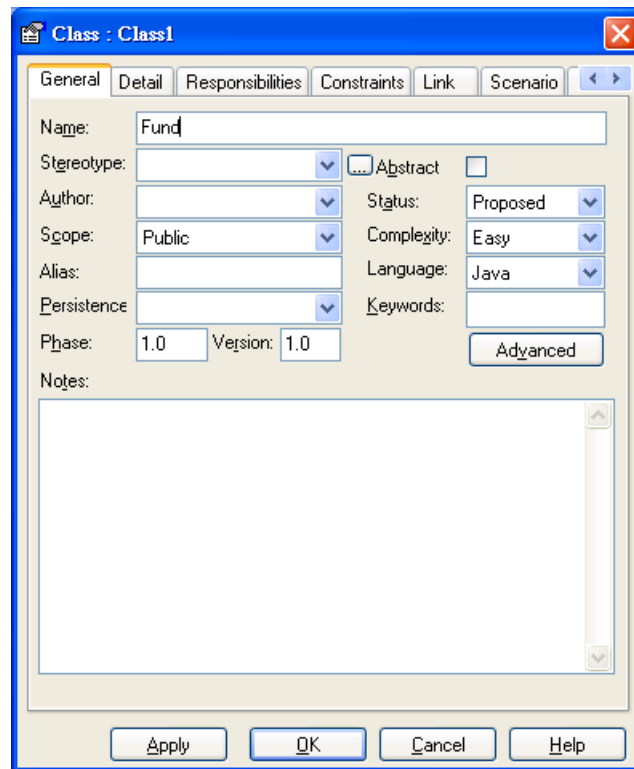 Class : Class1
General Detail Responsibilities Constraints Link Scenario
Name: Fund
Stereotype: ... Abstract
Author: Status: Proposed
Scope: Public Complexity: Easy
Alias: Language: Java
Persistence Keywords:
Phase: 1.0 Version: 1.0 Advanced
Notes:
Apply OK Cancel Help